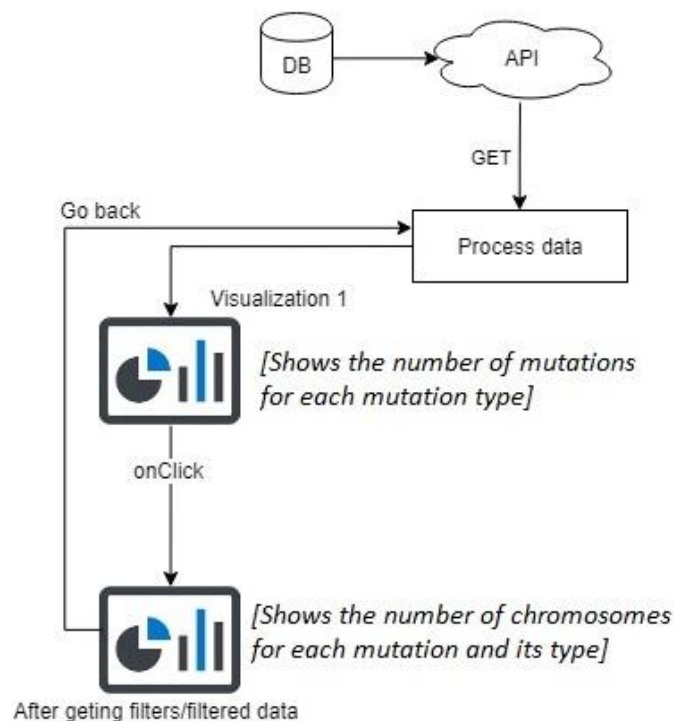 DB
API
GET
Go back
Process data
Visualization 1
[Shows the number of mutations
for each mutation type]
onClick
[Shows the number of chromosomes
for each mutation and its type]
After geting filters/filtered data